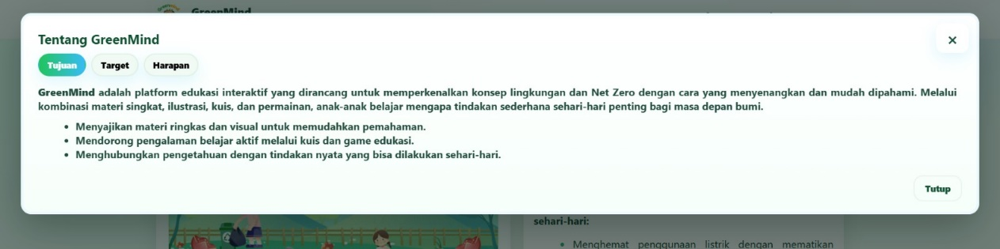 GreenMind
Tentang GreenMind
×
Tujuan Target Harapan
GreenMind adalah platform edukasi interaktif yang dirancang untuk memperkenalkan konsep lingkungan dan Net Zero dengan cara yang menyenangkan dan mudah dipahami. Melalui
kombinasi materi singkat, ilustrasi, kuis, dan permainan, anak-anak belajar mengapa tindakan sederhana sehari-hari penting bagi masa depan bumi.
• Menyajikan materi ringkas dan visual untuk memudahkan pemahaman.
• Mendorong pengalaman belajar aktif melalui kuis dan game edukasi.
• Menghubungkan pengetahuan dengan tindakan nyata yang bisa dilakukan sehari-hari.
Tutup
sehari-hari:
• Menghemat penggunaan listrik dengan mematikan